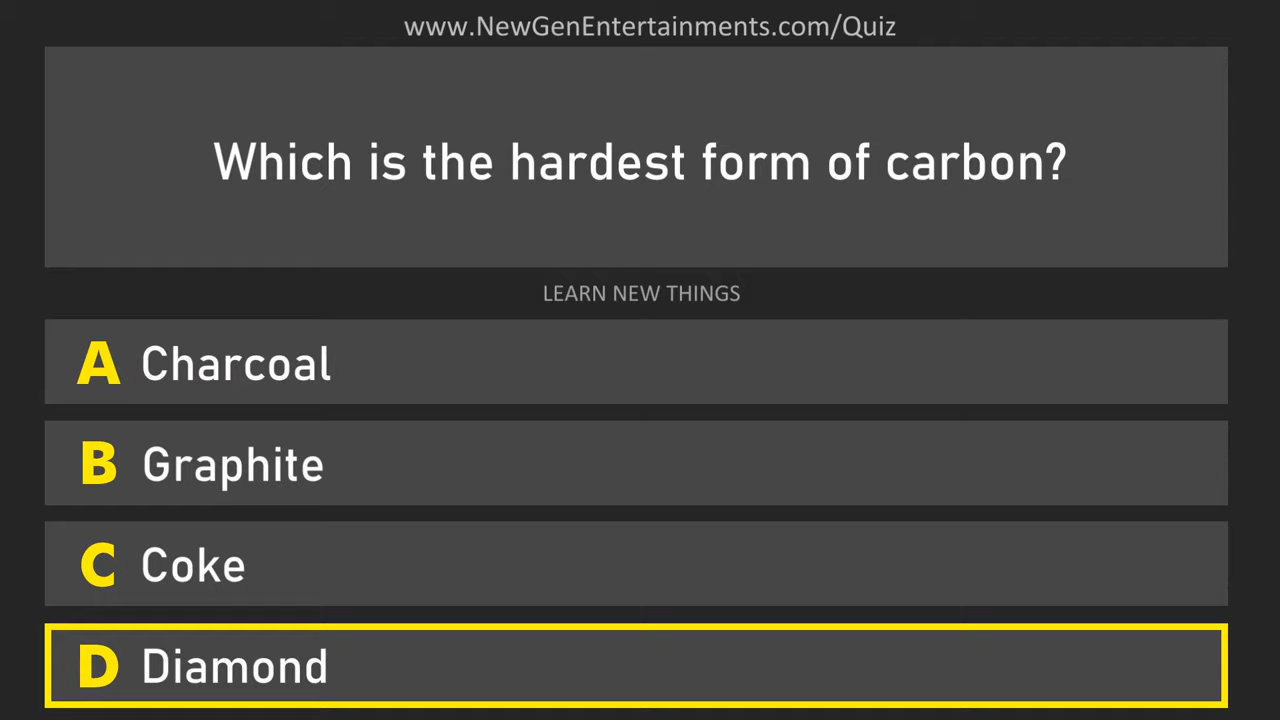 www.NewGenEntertainments.com/Quiz
Which is the hardest form of carbon?
LEARN NEW THINGS
A Charcoal
B Graphite
C Coke
D Diamond